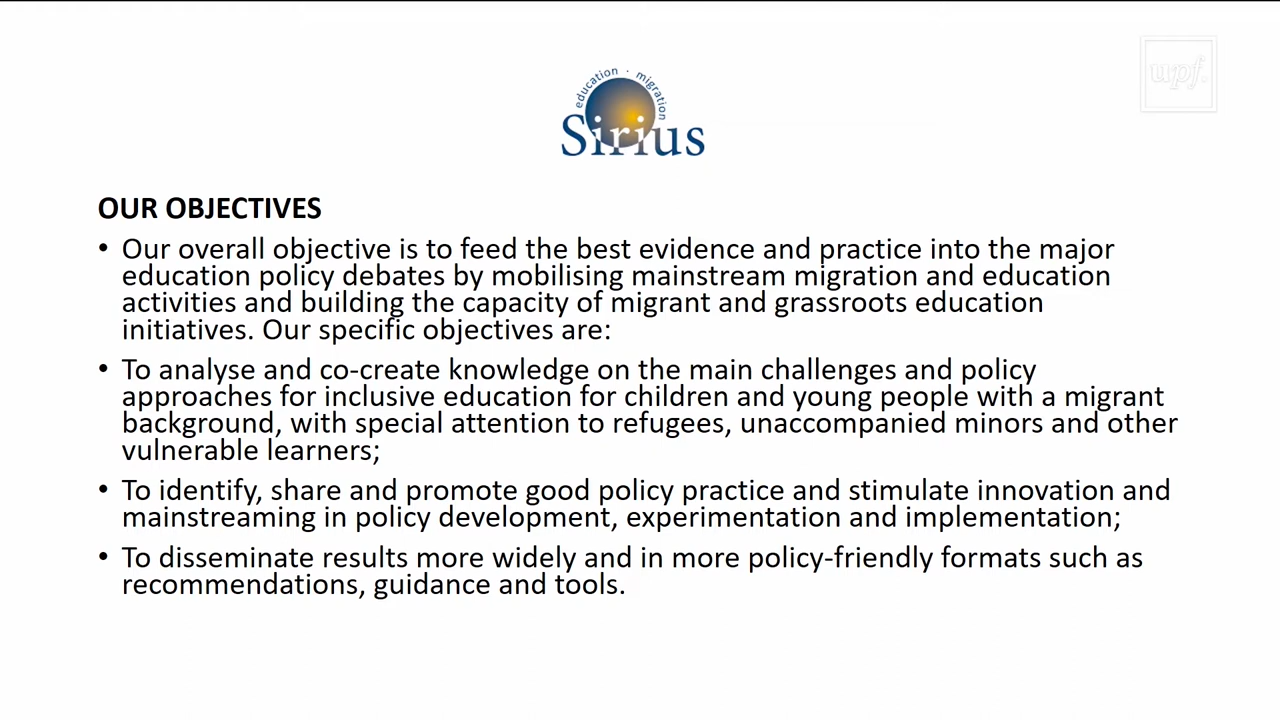 education · migration
Sirius
upf.
OUR OBJECTIVES
• Our overall objective is to feed the best evidence and practice into the major
education policy debates by mobilising mainstream migration and education
activities and building the capacity of migrant and grassroots education
initiatives. Our specific objectives are:
• To analyse and co-create knowledge on the main challenges and policy
approaches for inclusive education for children and young people with a migrant
background, with special attention to refugees, unaccompanied minors and other
vulnerable learners;
• To identify, share and promote good policy practice and stimulate innovation and
mainstreaming in policy development, experimentation and implementation;
• To disseminate results more widely and in more policy-friendly formats such as
recommendations, guidance and tools.